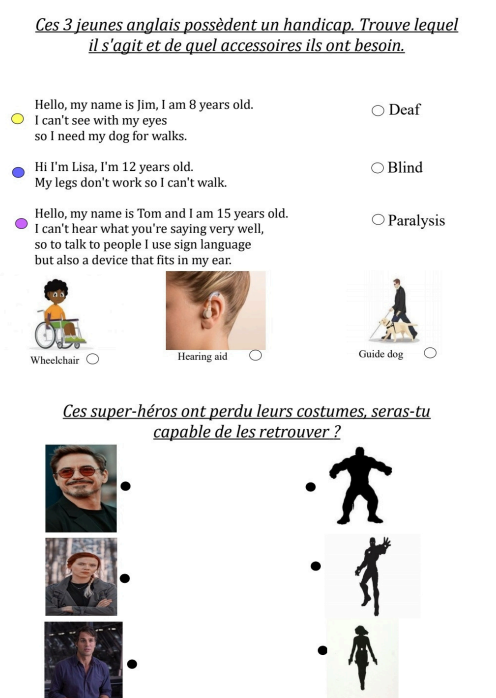 Ces 3 jeunes anglais possèdent un handicap. Trouve lequel
il s'agit et de quel accessoires ils ont besoin.
Hello, my name is Jim, I am 8 years old.
I can't see with my eyes
so I need my dog for walks.
Deaf
Hi I'm Lisa, I'm 12 years old.
My legs don't work so I can't walk.
Blind
Hello, my name is Tom and I am 15 years old.
I can't hear what you're saying very well,
so to talk to people I use sign language
but also a device that fits in my ear.
Paralysis
Wheelchair
Hearing aid
Guide dog
Ces super-héros ont perdu leurs costumes, seras-tu
capable de les retrouver ?